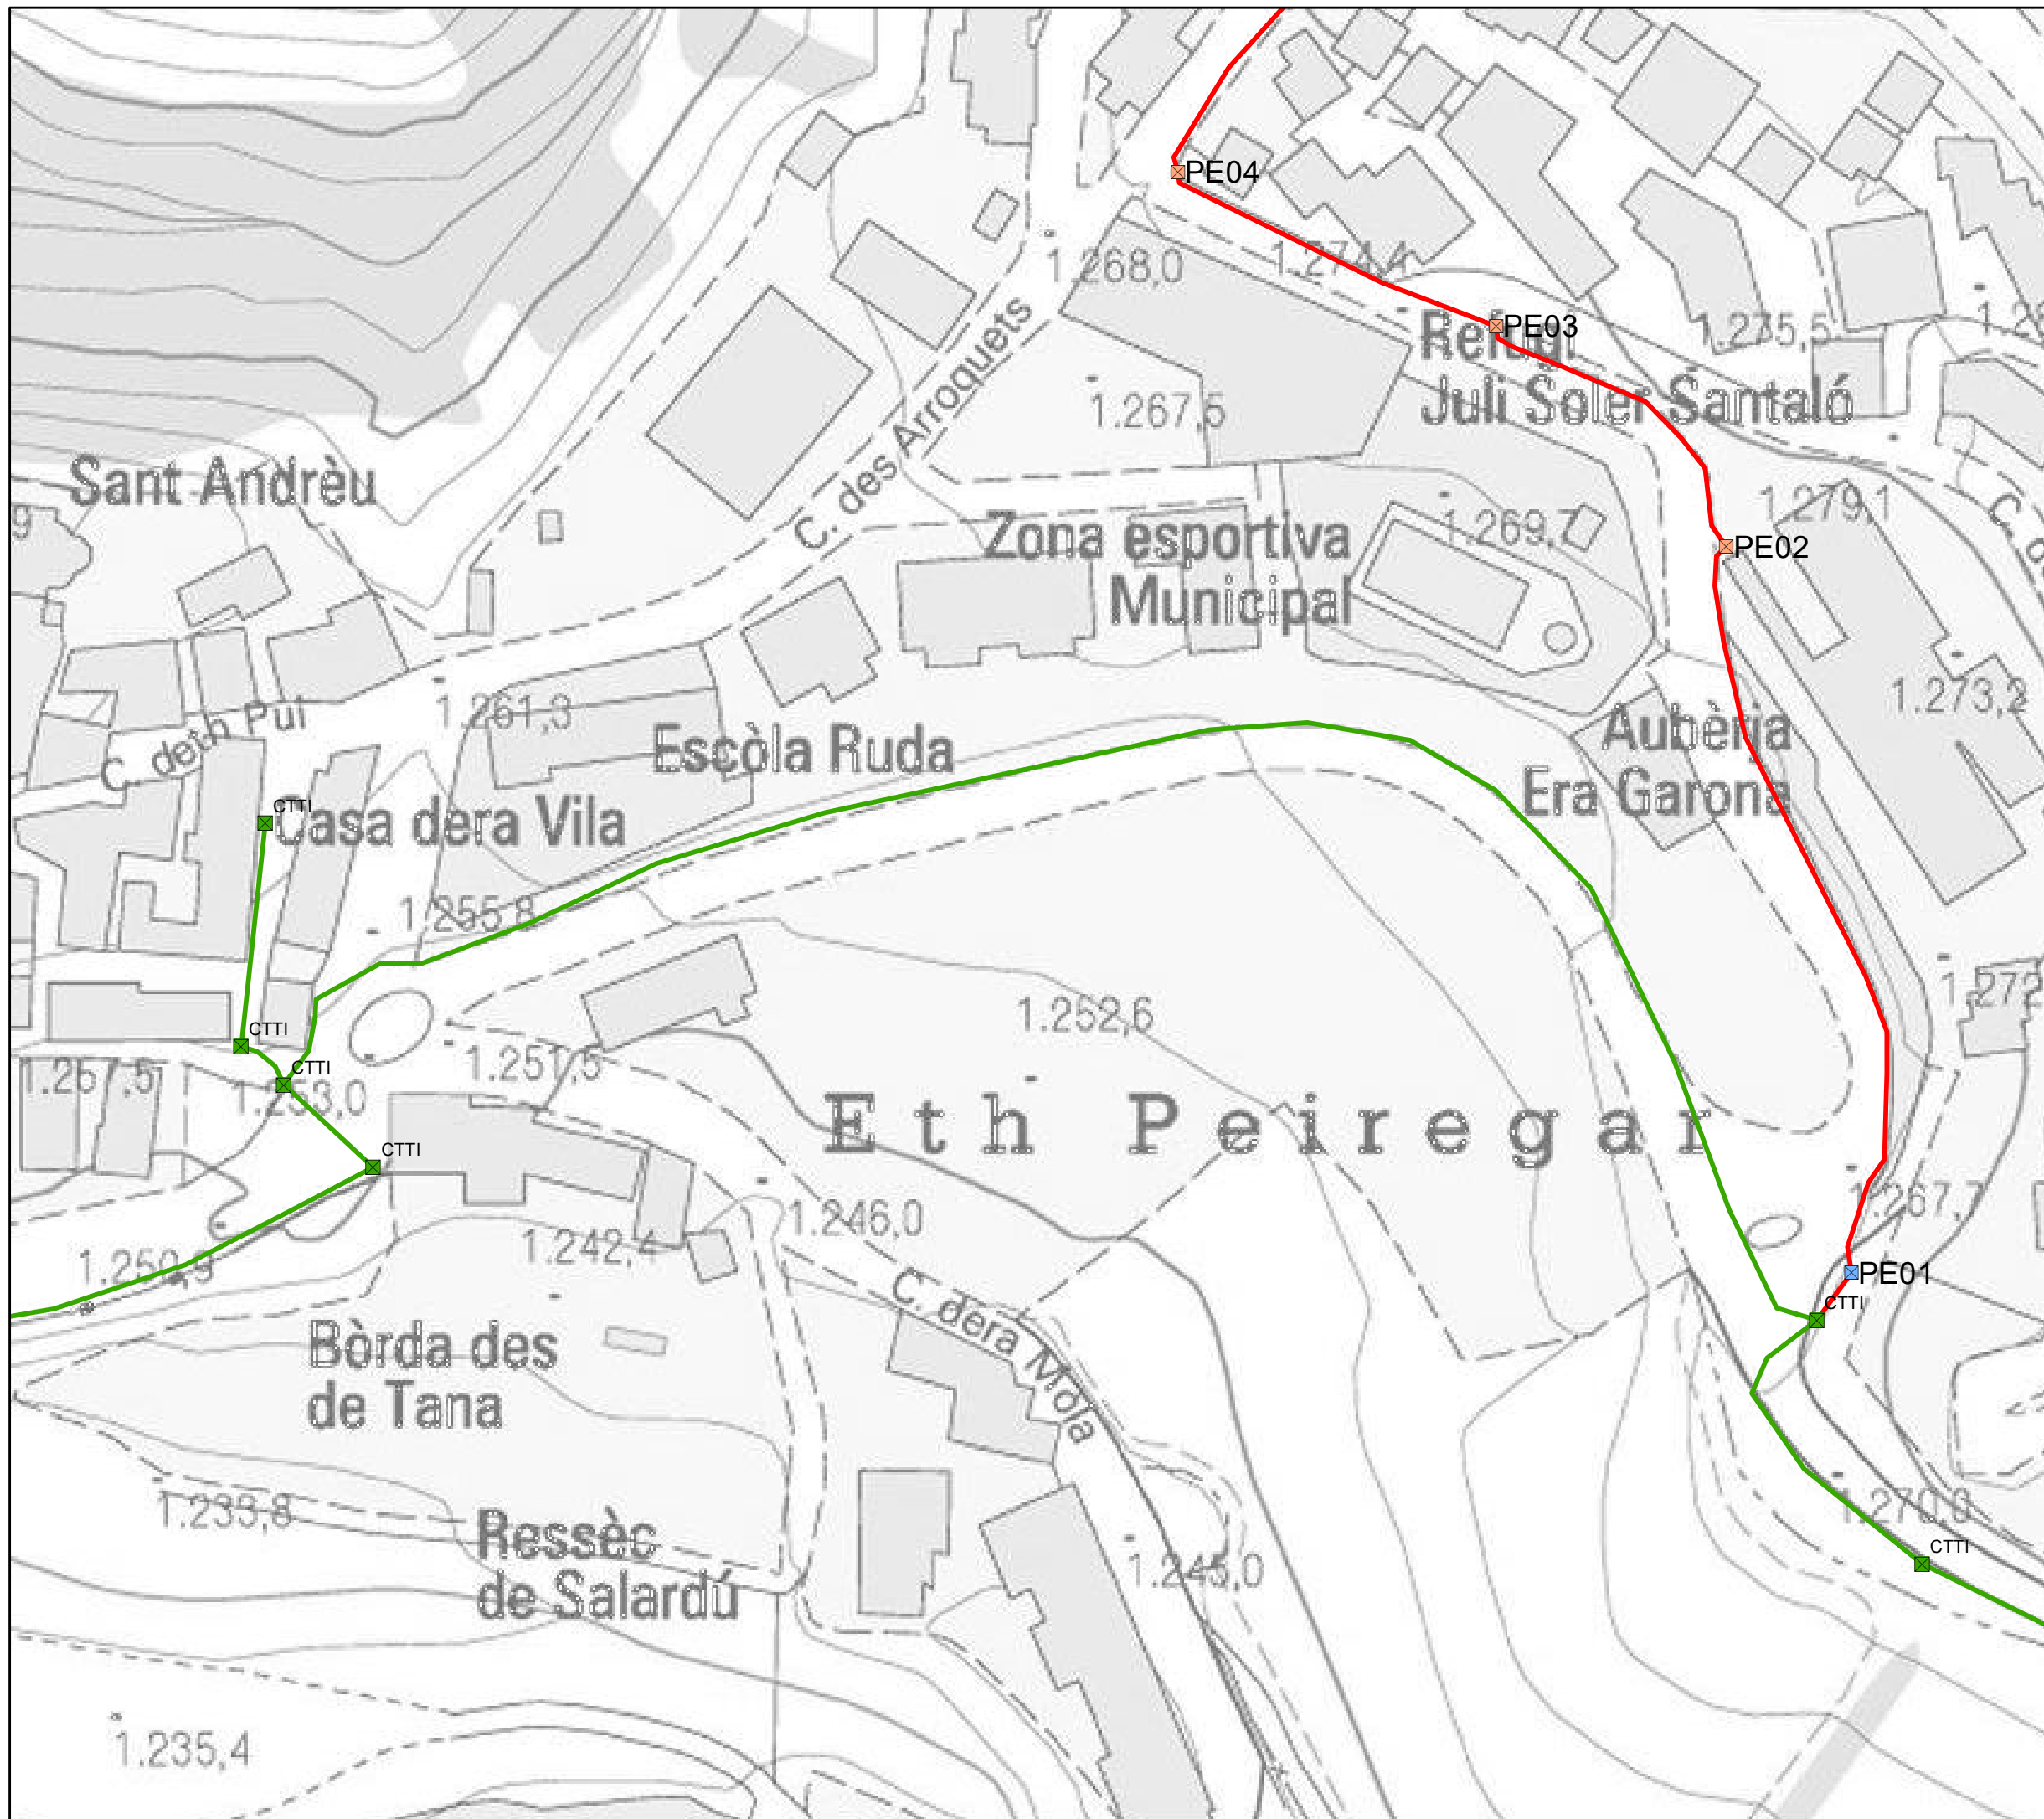 PE04
1.268,0
1.274,4
PE03
Refugi
Juli Soler Santaló
1.275,5
1.267,5
C. des Arroquets
Sant Andrèu
9
1.279,1
Zona esportiva
Municipal
1.269,7
PE02
1.261,3
C. deth Pui
Escòla Ruda
1.273,2
Aubèrja
Era Garona
CTTI
Casa dera Vila
1.255,8
1.252,6
CTTI
CTTI
1.253,0
1.251,5
Eth Peiregar
CTTI
1.246,0
1.242,4
1.267,7
1.250,9
PE01
CTTI
C. dera Mòla
Bòrda des
de Tana
1.233,8
Ressèc
de Salardú
1.270,0
CTTI
1.245,0
1.235,4